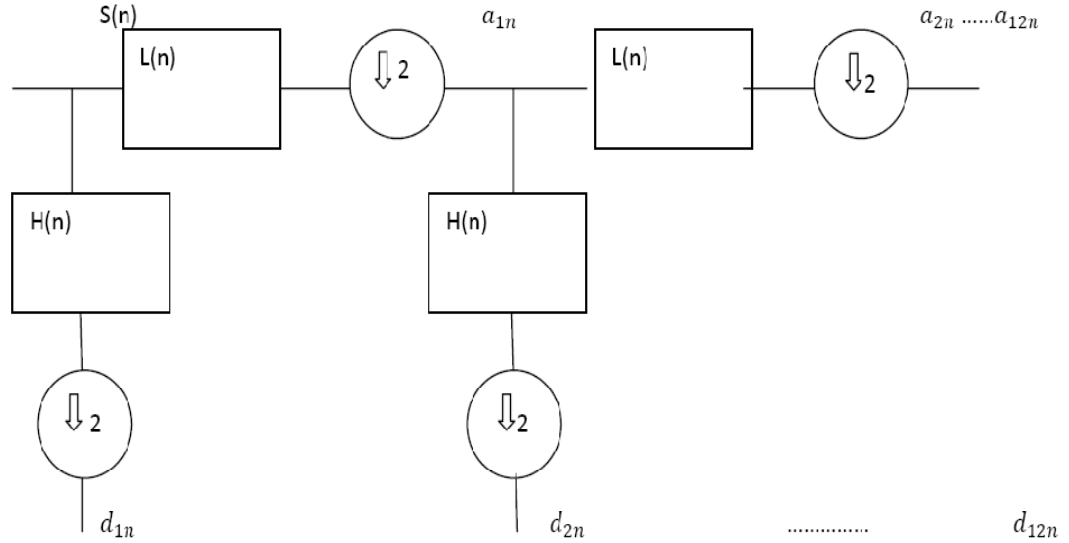 S(n)
a_{1n}
a_{2n} ......a_{12n}
L(n)
2
L(n)
2
H(n)
H(n)
2
2
d_{1n}
d_{2n}
...............
d_{12n}